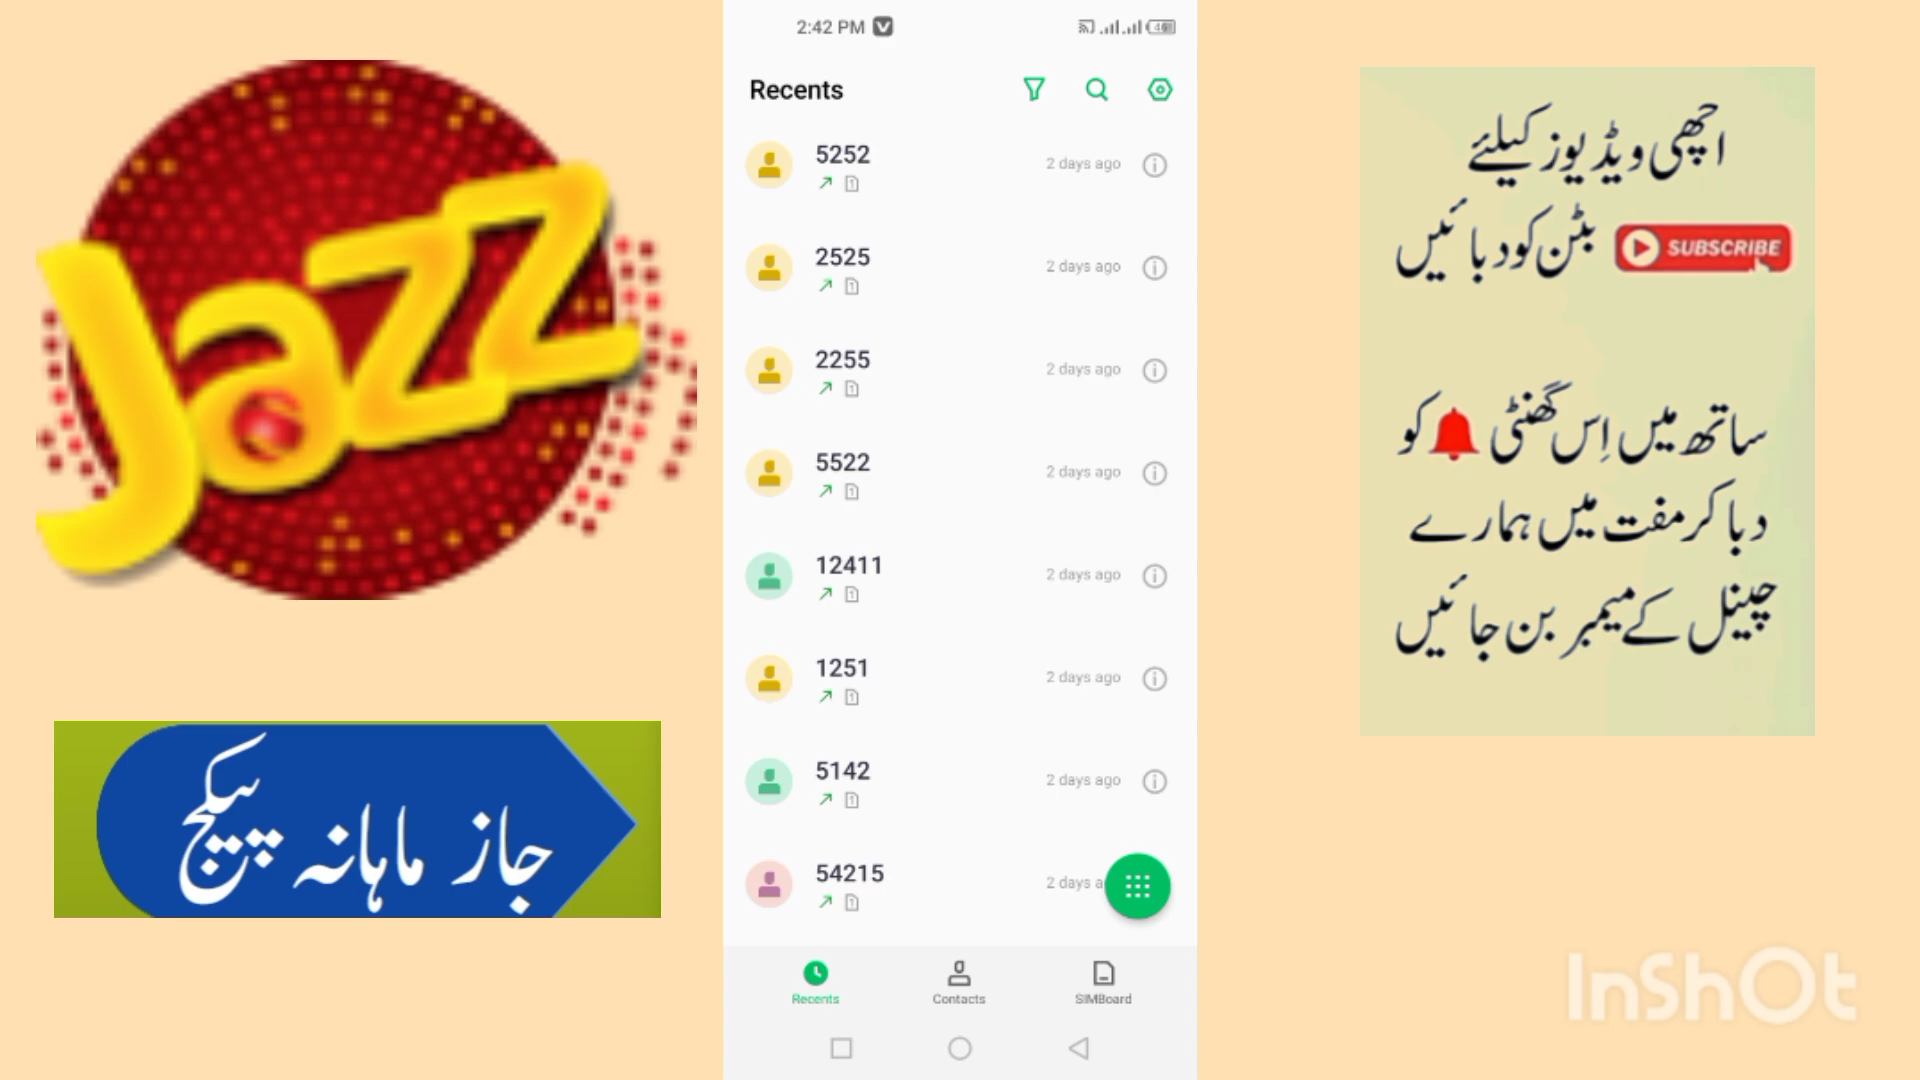 Jazz
جاز ماہانہ پیکج
2:42 PM
46
Recents
5252
2 days ago
2525
2 days ago
2255
2 days ago
5522
2 days ago
12411
2 days ago
1251
2 days ago
5142
2 days ago
54215
2 days a
Recents
Contacts
SIMBoard
اچھی ویڈیوز کیلئے
SUBSCRIBE بٹن کو دبائیں
ساتھ میں اِس گھنٹی کو
دبا کر مفت میں ہمارے
چینل کے میمبر بن جائیں
InShOt